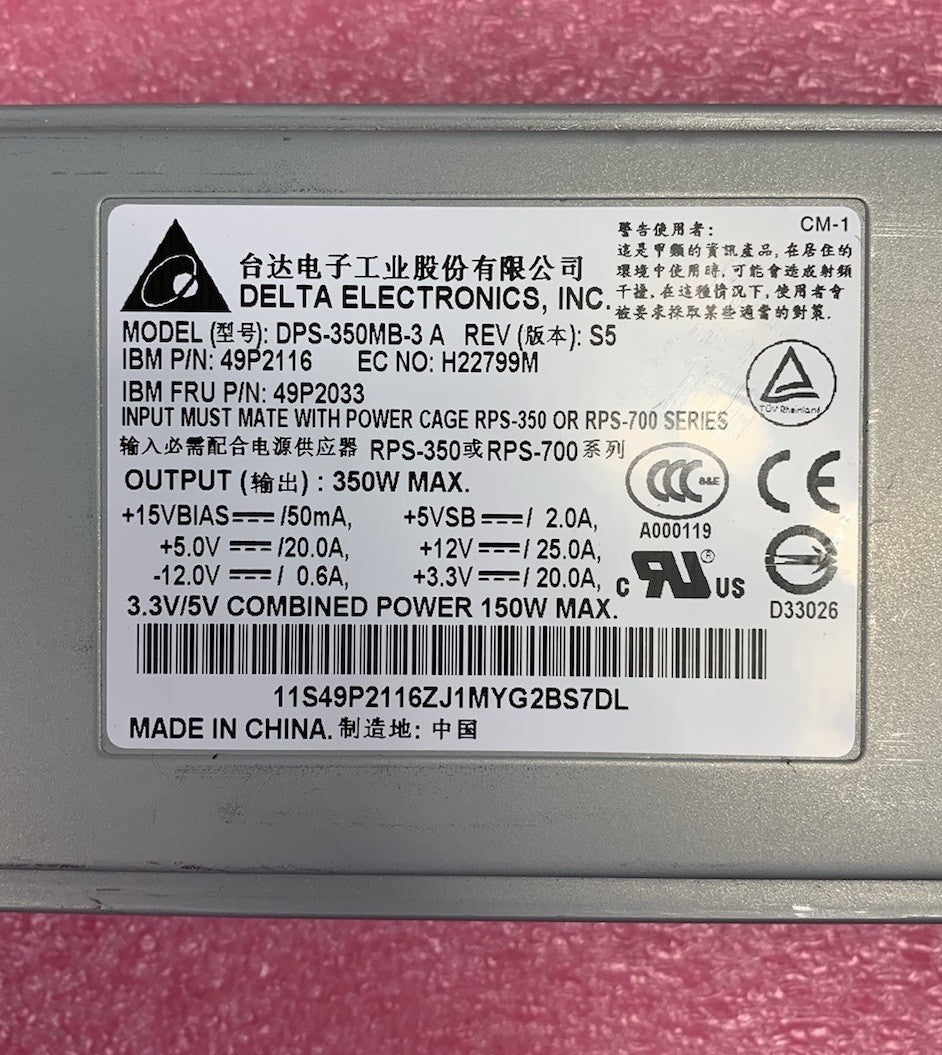 CM-1
警告使用者：
這是甲類的資訊產品，在居住的
環境中使用時，可能會造成射頻
干擾，在這種情況下，使用者會
被要求採取某些適當的對策．
台达电子工业股份有限公司
DELTA ELECTRONICS, INC.
MODEL (型号): DPS-350MB-3 A REV (版本): S5
IBM P/N: 49P2116 EC NO: H22799M
IBM FRU P/N: 49P2033
INPUT MUST MATE WITH POWER CAGE RPS-350 OR RPS-700 SERIES
输入必需配合电源供应器 RPS-350或RPS-700系列
TÜV Rheinland
OUTPUT (输出) : 350W MAX.
CCC S&E
A000119
CE
+15VBIAS⎓/50mA, +5VSB⎓/ 2.0A,
+5.0V ⎓/20.0A, +12V⎓/ 25.0A,
-12.0V ⎓/ 0.6A, +3.3V⎓/ 20.0A,
C RU ® US
D33026
3.3V/5V COMBINED POWER 150W MAX.
11S49P2116ZJ1MYG2BS7DL
MADE IN CHINA. 制造地: 中国